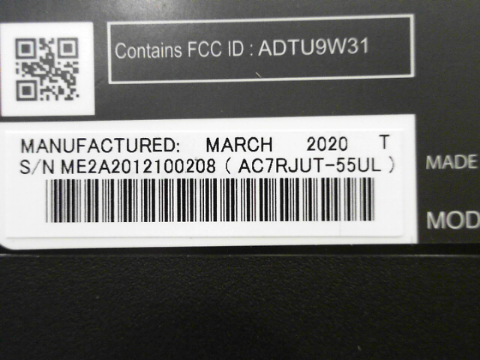 Contains FCC ID : ADTU9W31
MANUFACTURED: MARCH 2020 T
S/N ME2A2012100208 ( AC7RJUT-55UL )
MADE
MOD